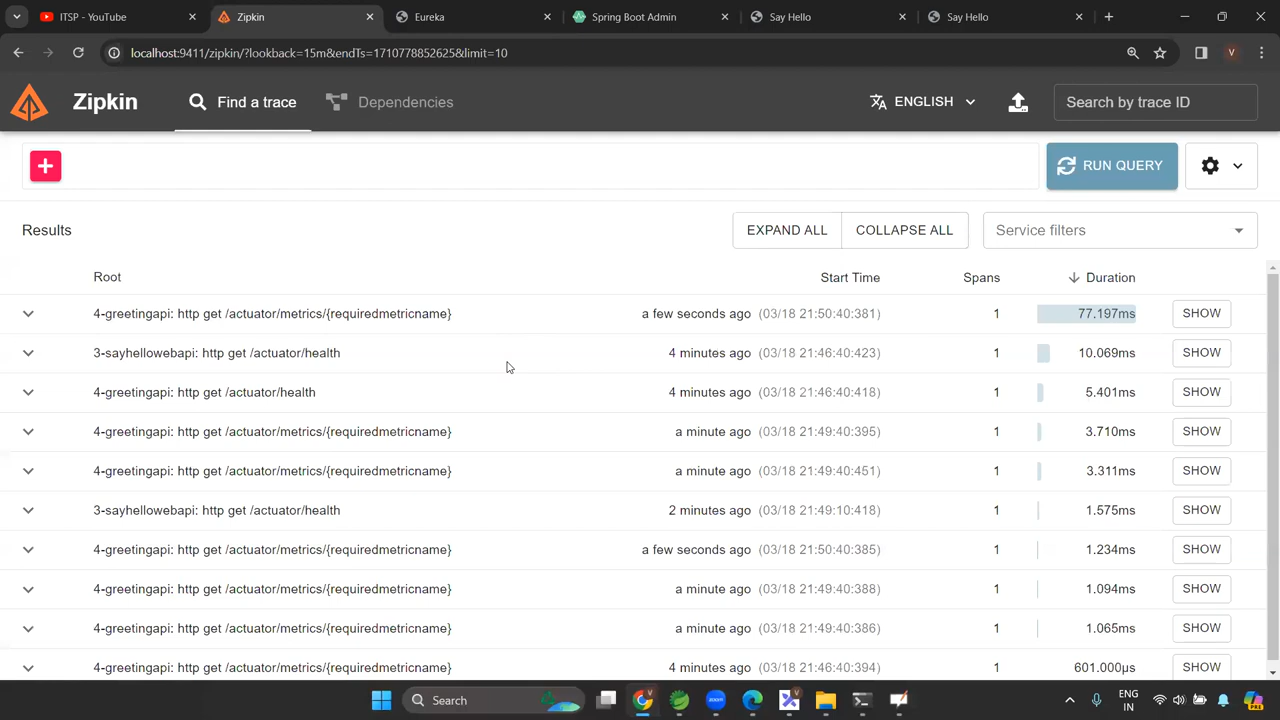 ITSP - YouTube
Zipkin
Eureka
Spring Boot Admin
Say Hello
Say Hello
localhost:9411/zipkin/?lookback=15m&endTs=1710778852625&limit=10
V
Zipkin
Find a trace
Dependencies
ENGLISH
Search by trace ID
RUN QUERY
Results
EXPAND ALL
COLLAPSE ALL
Service filters
Root Start Time Spans Duration
4-greetingapi: http get /actuator/metrics/{requiredmetricname} a few seconds ago (03/18 21:50:40:381) 1 77.197ms SHOW
3-sayhellowebapi: http get /actuator/health 4 minutes ago (03/18 21:46:40:423) 1 10.069ms SHOW
4-greetingapi: http get /actuator/health 4 minutes ago (03/18 21:46:40:418) 1 5.401ms SHOW
4-greetingapi: http get /actuator/metrics/{requiredmetricname} a minute ago (03/18 21:49:40:395) 1 3.710ms SHOW
4-greetingapi: http get /actuator/metrics/{requiredmetricname} a minute ago (03/18 21:49:40:451) 1 3.311ms SHOW
3-sayhellowebapi: http get /actuator/health 2 minutes ago (03/18 21:49:10:418) 1 1.575ms SHOW
4-greetingapi: http get /actuator/metrics/{requiredmetricname} a few seconds ago (03/18 21:50:40:385) 1 1.234ms SHOW
4-greetingapi: http get /actuator/metrics/{requiredmetricname} a minute ago (03/18 21:49:40:388) 1 1.094ms SHOW
4-greetingapi: http get /actuator/metrics/{requiredmetricname} a minute ago (03/18 21:49:40:386) 1 1.065ms SHOW
4-greetingapi: http get /actuator/metrics/{requiredmetricname} 4 minutes ago (03/18 21:46:40:394) 1 601.000μs SHOW
Search
zoom
ENG
IN